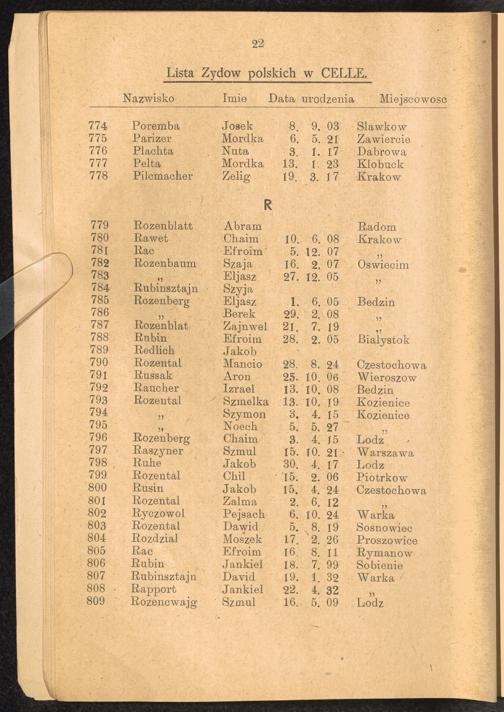 22
Lista Zydow polskich w CELLE.
Nazwisko Imie Data urodzenia Miejscowosc
774 Poremba Josek 8. 9. 03 Slawkow
775 Parizer Mordka 6. 5. 21 Zawiercie
776 Plachta Nuta 3. 1. 17 Dabrowa
777 Pelta Mordka 13. 1. 23 Klobuck
778 Pilcmacher Zelig 19. 3. 17 Krakow
R
779 Rozenblatt Abram Radom
780 Rawet Chaim 10. 6. 08 Krakow
781 Rac Efroim 5. 12. 07 „
782 Rozenbaum Szaja 16. 2. 07 Oswiecim
783 „ Eljasz 27. 12. 05 „
784 Rubinsztajn Szyja
785 Rozenberg Eljasz 1. 6. 05 Bedzin
786 „ Berek 29. 2. 08 „
787 Rozenblat Zajnwel 21. 7. 19 „
788 Rubin Efroim 28. 2. 05 Bialystok
789 Redlich Jakob
790 Rozental Mancio 28. 8. 24 Czestochowa
791 Russak Aron 25. 10. 06 Wieroszow
792 Raucher Izrael 13. 10. 08 Bedzin
793 Rozental Szmelka 13. 10. 19 Kozienice
794 „ Szymon 3. 4. 15 Kozienice
795 „ Noech 5. 5. 27 „
796 Rozenberg Chaim 3. 4. 15 Lodz
797 Raszyner Szmul 15. 10. 21 Warszawa
798 Ruhe Jakob 30. 4. 17 Lodz
799 Rozental Chil 15. 2. 06 Piotrkow
800 Rusin Jakob 15. 4. 24 Czestochowa
801 Rozental Zalma 2. 6. 12 „
802 Ryczowol Pejsach 6. 10. 24 Warka
803 Rozental Dawid 5. 8. 19 Sosnowiec
804 Rozdzial Moszek 17. 2. 26 Proszowice
805 Rac Efroim 16. 8. 11 Rymanow
806 Rubin Jankiel 18. 7. 99 Sobienie
807 Rubinsztajn David 19. 1. 32 Warka
808 Rapport Jankiel 22. 4. 32 „
809 Rozencwajg Szmul 16. 5. 09 Lodz